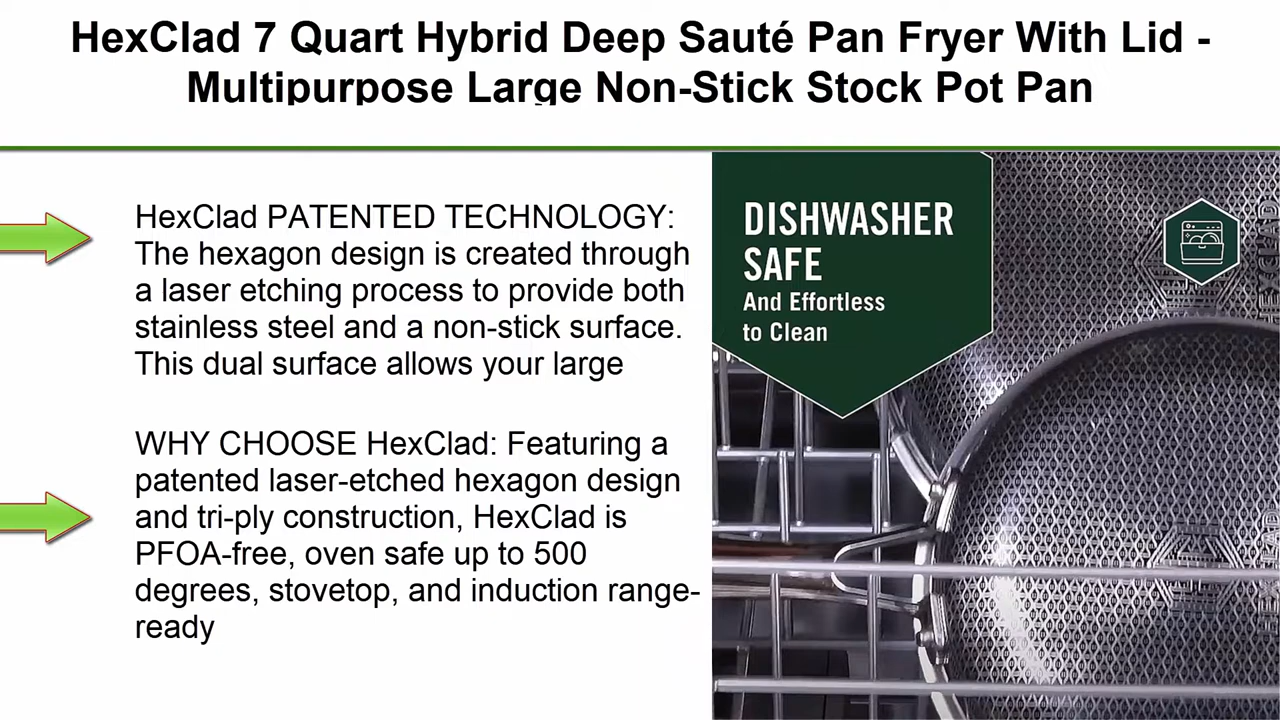 HexClad 7 Quart Hybrid Deep Sauté Pan Fryer With Lid -
Multipurpose Large Non-Stick Stock Pot Pan
HexClad PATENTED TECHNOLOGY:
The hexagon design is created through
a laser etching process to provide both
stainless steel and a non-stick surface.
This dual surface allows your large
WHY CHOOSE HexClad: Featuring a
patented laser-etched hexagon design
and tri-ply construction, HexClad is
PFOA-free, oven safe up to 500
degrees, stovetop, and induction range-
ready
DISHWASHER
SAFE
And Effortless
to Clean
HEXCLAD
HEXCLAD